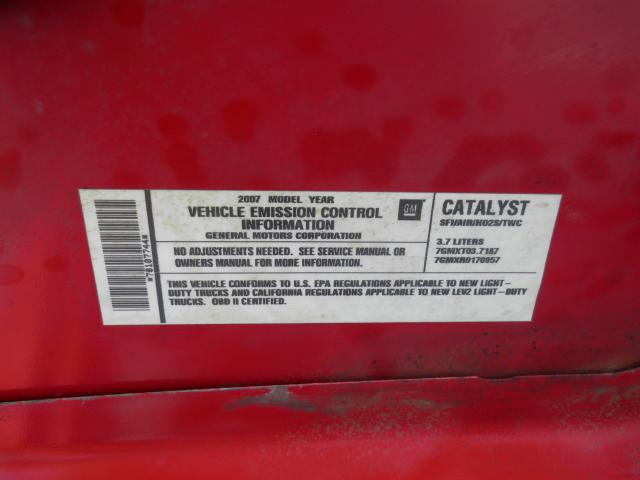 2007 MODEL YEAR
VEHICLE EMISSION CONTROL
INFORMATION
GENERAL MOTORS CORPORATION
GM
NO ADJUSTMENTS NEEDED. SEE SERVICE MANUAL OR
OWNERS MANUAL FOR MORE INFORMATION.
THIS VEHICLE CONFORMS TO U.S. EPA REGULATIONS APPLICABLE TO NEW LIGHT-
DUTY TRUCKS AND CALIFORNIA REGULATIONS APPLICABLE TO NEW LEV2 LIGHT-DUTY
TRUCKS. OBD II CERTIFIED.
CATALYST
SFI/AIR/HO2S/TWC
3.7 LITERS
7GMXT03.7187
7GMXR0176957
*78107744*